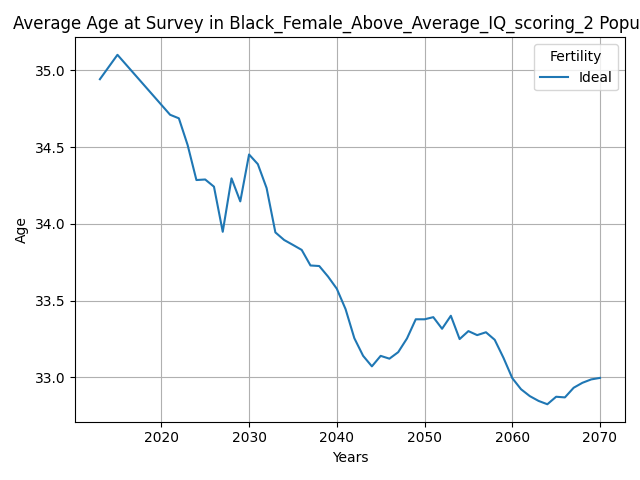 Average Age at Survey in Black_Female_Above_Average_IQ_scoring_2 Popu
Fertility
Ideal
35.0
34.5
34.0
33.5
33.0
Age
2020 2030 2040 2050 2060 2070
Years